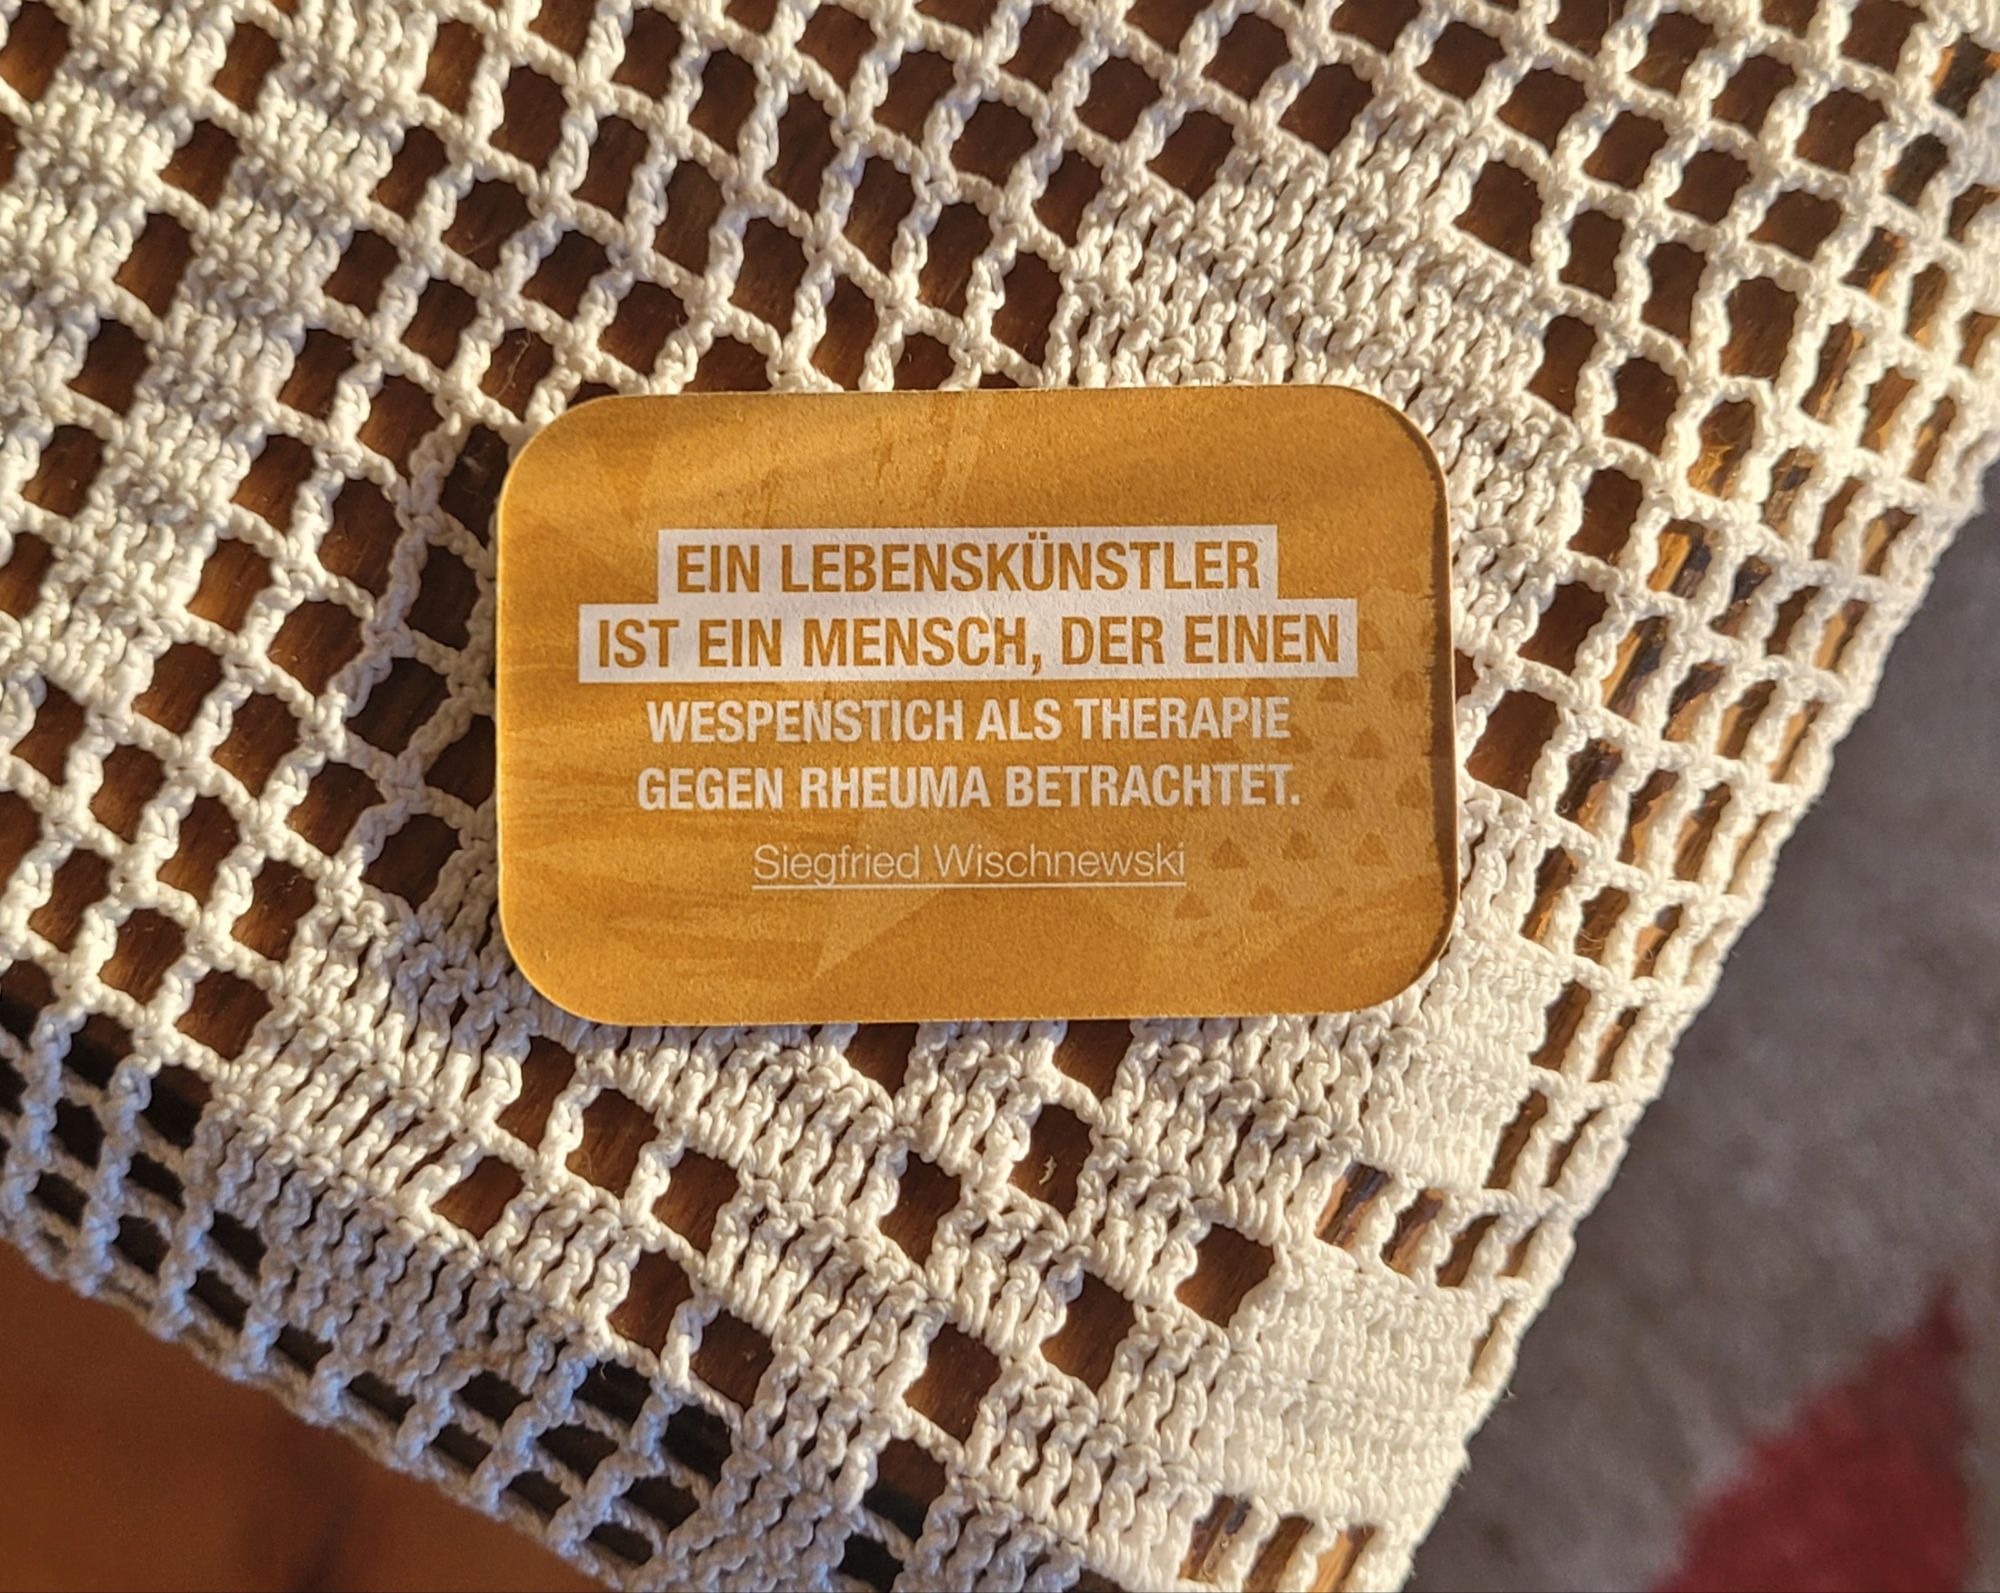 EIN LEBENSKÜNSTLER
IST EIN MENSCH, DER EINEN
WESPENSTICH ALS THERAPIE
GEGEN RHEUMA BETRACHTET.
Siegfried Wischnewski